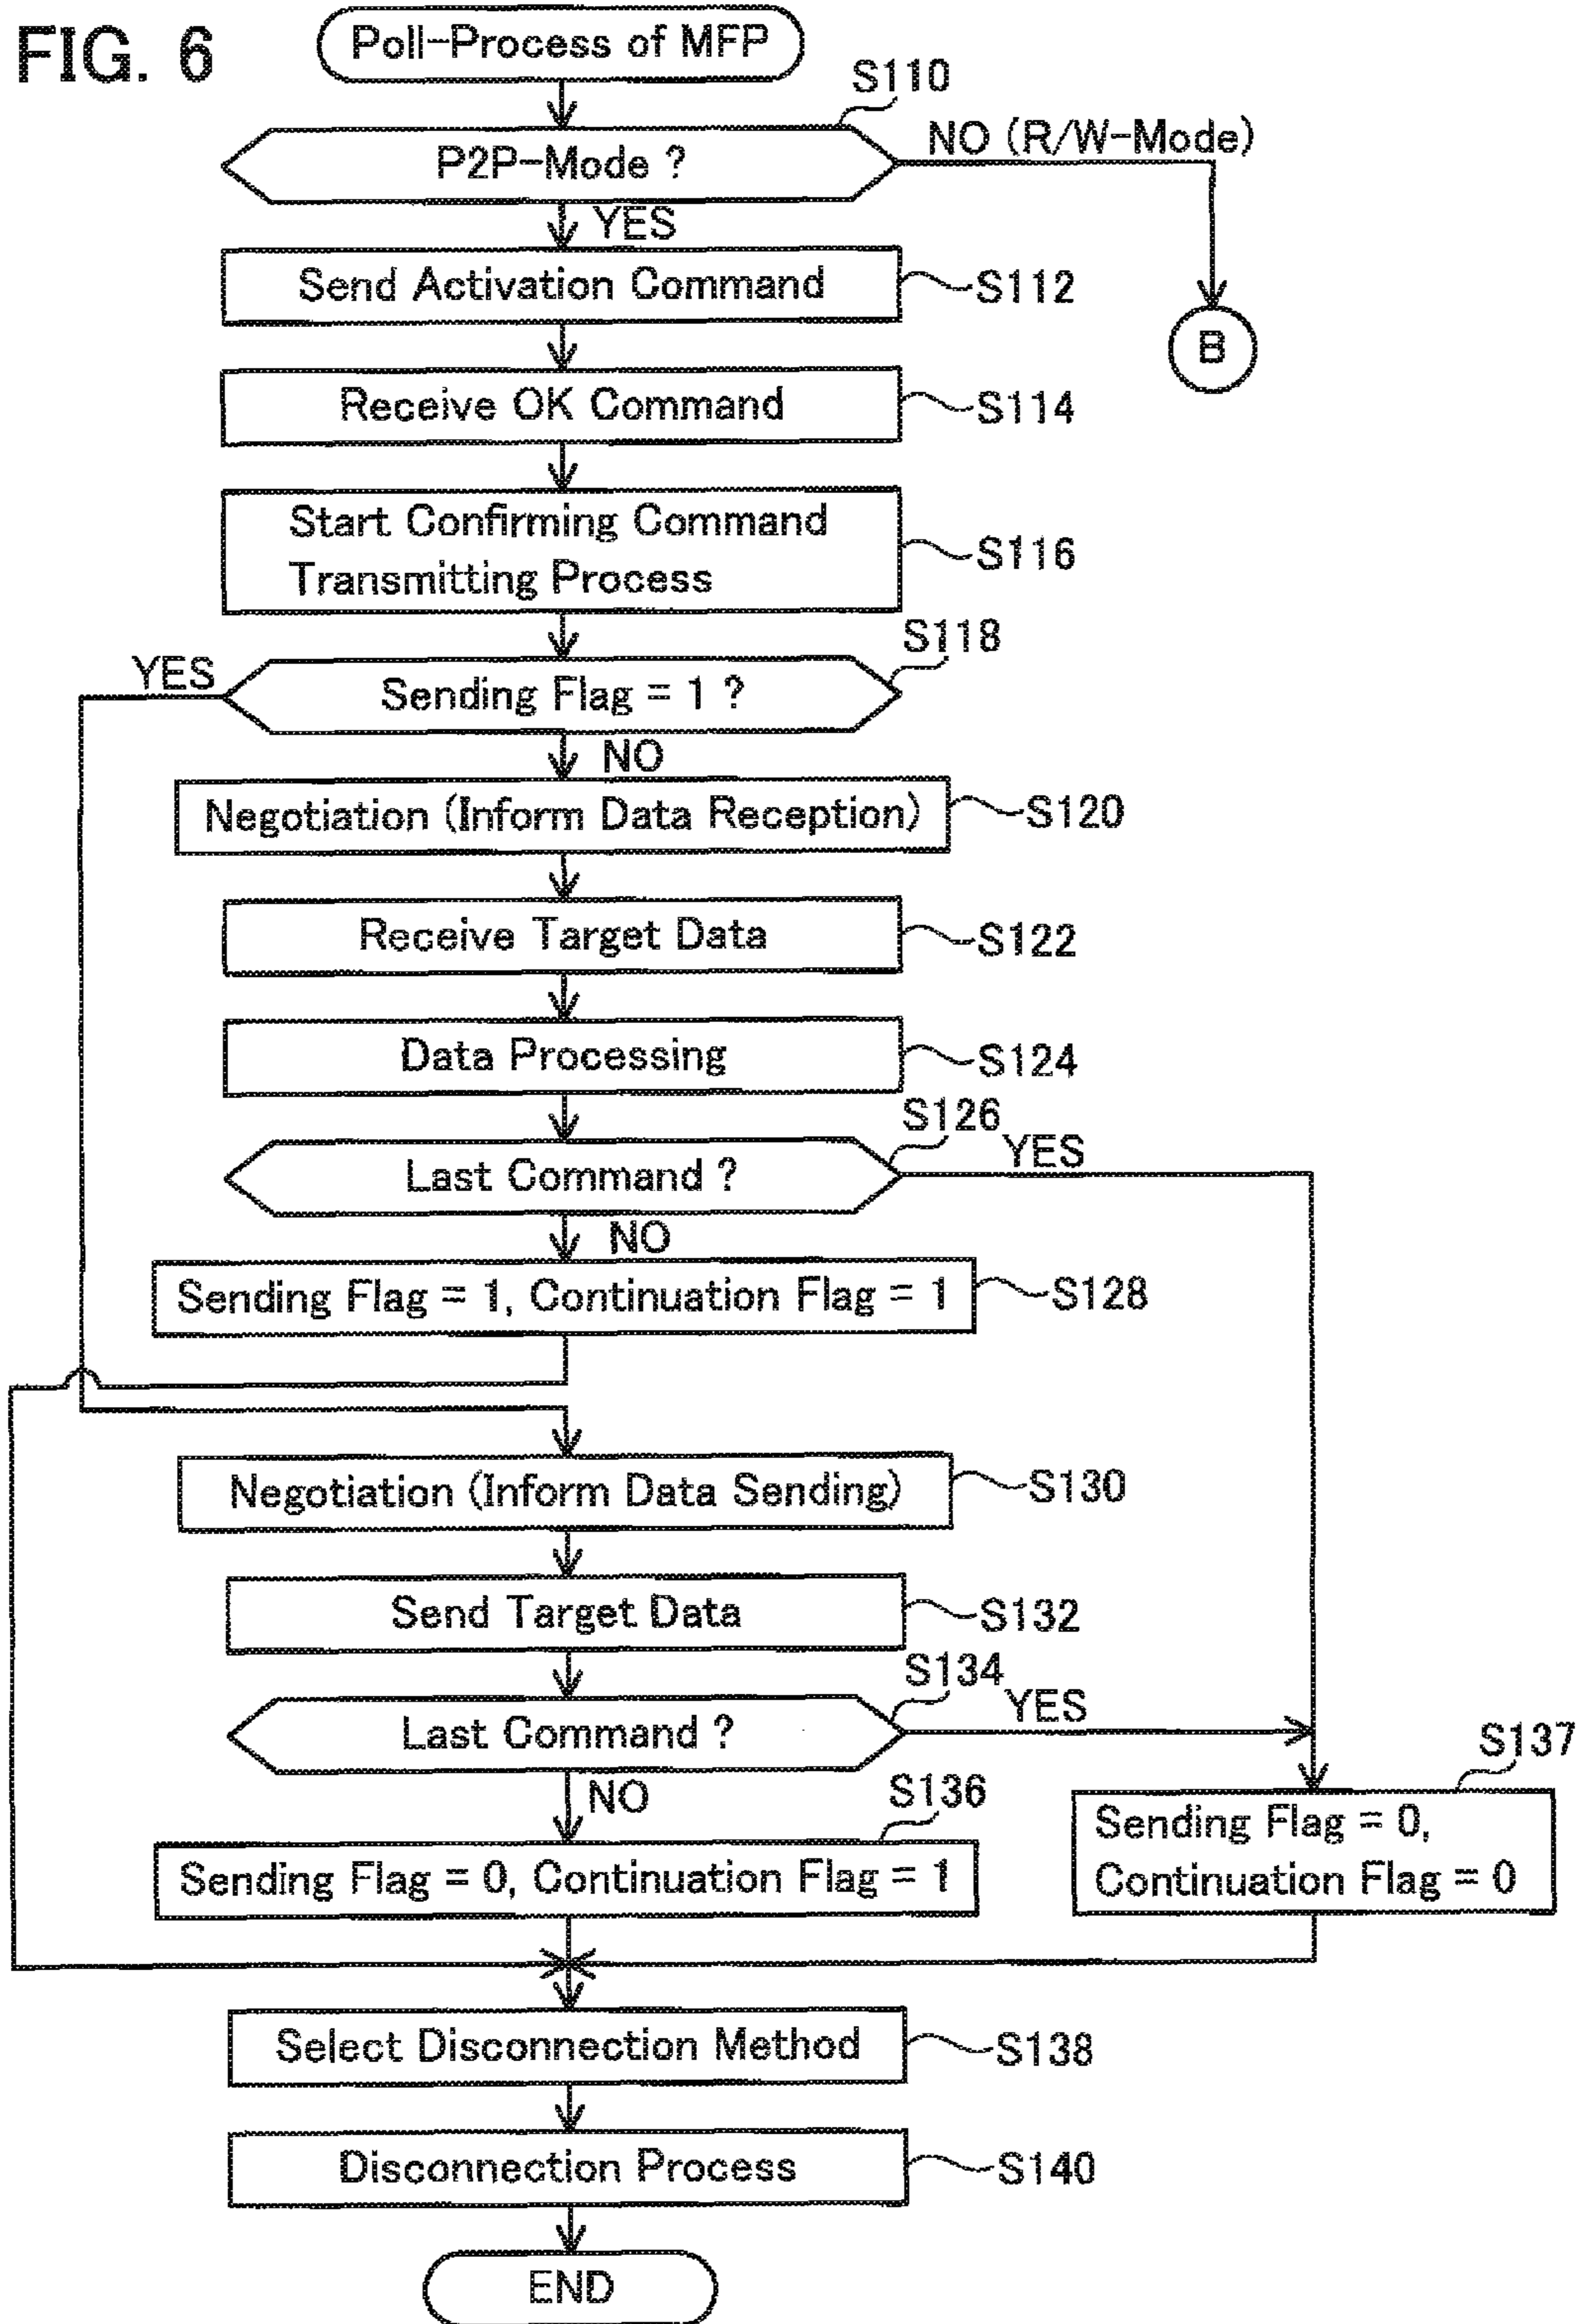 FIG. 6
Poll-Process of MFP
S110
P2P-Mode ?
NO (R/W-Mode)
YES
B
Send Activation Command
S112
Receive OK Command
S114
Start Confirming Command
Transmitting Process
S116
S118
YES
Sending Flag = 1 ?
NO
Negotiation (Inform Data Reception)
S120
Receive Target Data
S122
Data Processing
S124
S126
Last Command ?
YES
NO
Sending Flag = 1, Continuation Flag = 1
S128
Negotiation (Inform Data Sending)
S130
Send Target Data
S132
S134
Last Command ?
YES
NO
S136
Sending Flag = 0, Continuation Flag = 1
S137
Sending Flag = 0,
Continuation Flag = 0
Select Disconnection Method
S138
Disconnection Process
S140
END